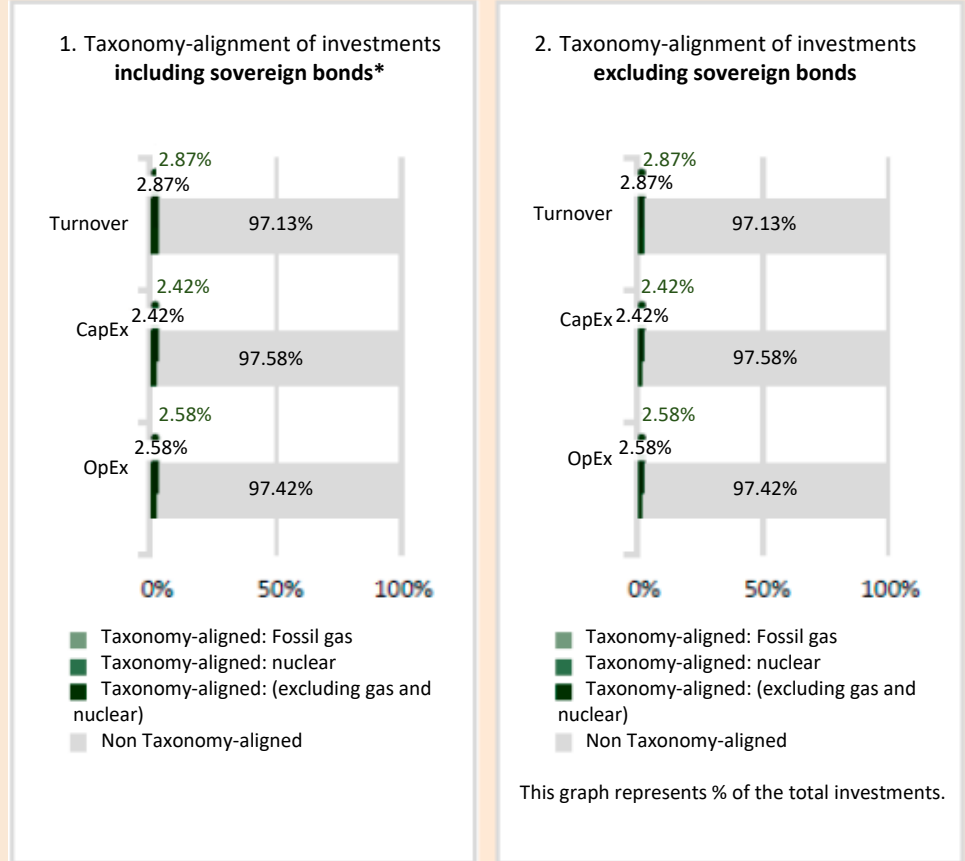 1. Taxonomy-alignment of investments
including sovereign bonds*
2.87%
2.87%
Turnover
97.13%
2.42%
2.42%
CapEx
97.58%
2.58%
2.58%
OpEx
97.42%
0%
50%
100%
Taxonomy-aligned: Fossil gas
Taxonomy-aligned: nuclear
Taxonomy-aligned: (excluding gas and
nuclear)
Non Taxonomy-aligned
2. Taxonomy-alignment of investments
excluding sovereign bonds
2.87%
2.87%
Turnover
97.13%
2.42%
CapEx
2.42%
97.58%
2.58%
2.58%
OpEx
97.42%
0%
50%
100%
Taxonomy-aligned: Fossil gas
Taxonomy-aligned: nuclear
Taxonomy-aligned: (excluding gas and
nuclear)
Non Taxonomy-aligned
This graph represents % of the total investments.